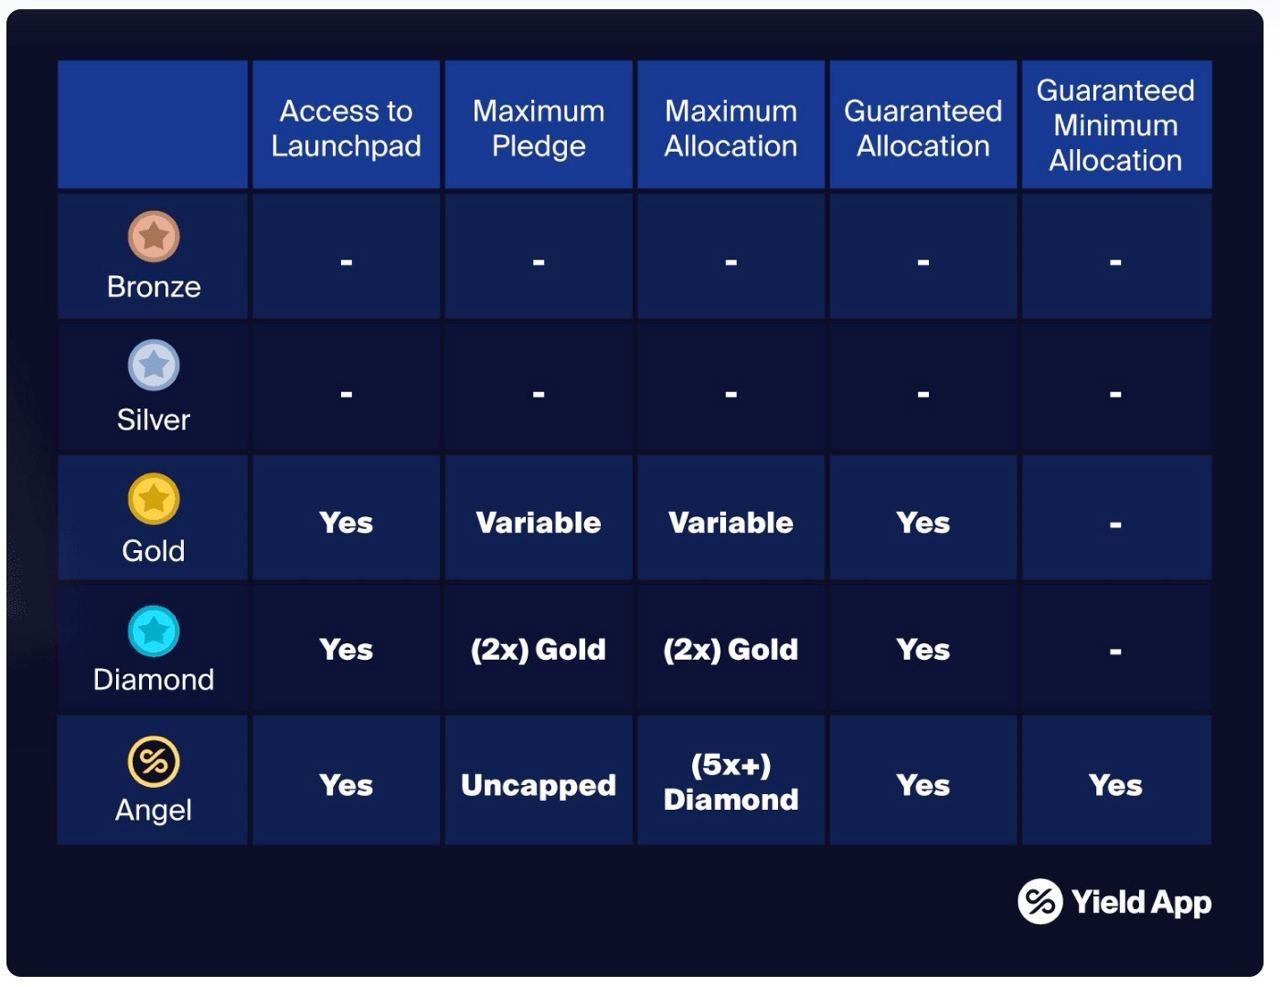 Access to
Launchpad
Maximum
Pledge
Maximum
Allocation
Guaranteed
Allocation
Guaranteed
Minimum
Allocation
Bronze
- - - - -
Silver
- - - - -
Gold
Yes Variable Variable Yes -
Diamond
Yes (2x) Gold (2x) Gold Yes -
Angel
Yes Uncapped (5x+)
Diamond Yes Yes
Yield App